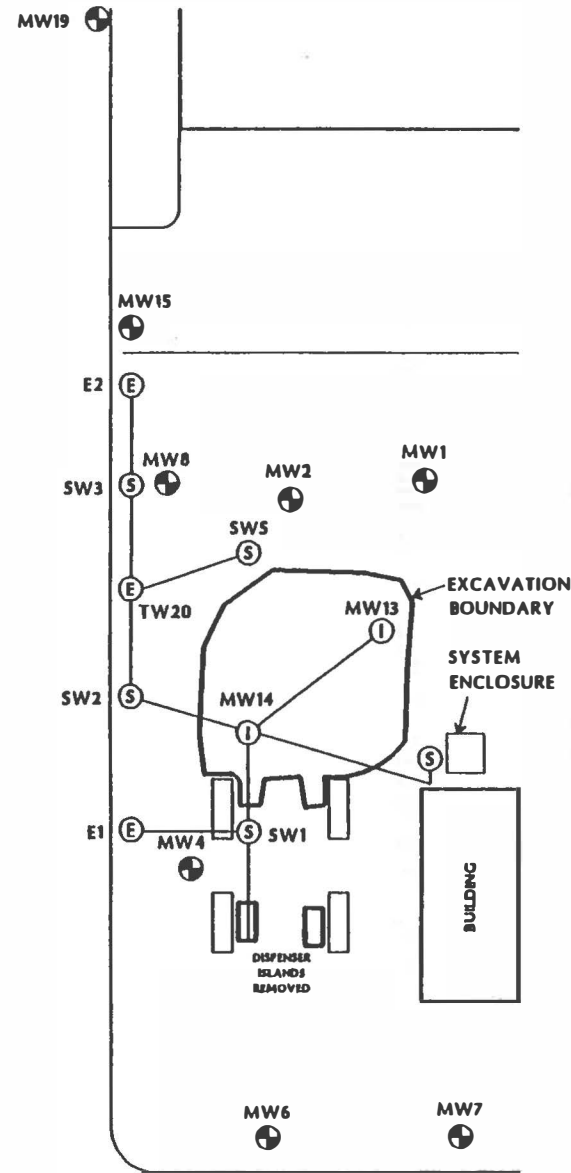 MW19
MW15
E2
E
MW8
MW1
SW3
S
MW2
SW5
S
EXCAVATION
BOUNDARY
E
TW20
MW13
I
SYSTEM
ENCLOSURE
SW2
S
MW14
I
S
E1
E
S
SW1
MW4
BUILDING
DISPENSER
ISLANDS
REMOVED
MW6
MW7